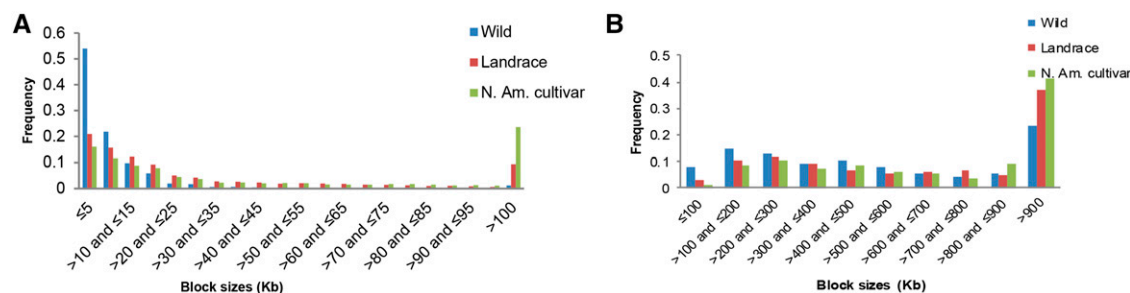 A
Frequency
0.6
0.5
0.4
0.3
0.2
0.1
0
Wild
Landrace
N. Am. cultivar
≤5
>10 and ≤15
>20 and ≤25
>30 and ≤35
>40 and ≤45
>50 and ≤55
>60 and ≤65
>70 and ≤75
>80 and ≤85
>90 and ≤95
>100
Block sizes (Kb)
B
Frequency
0.5
0.4
0.3
0.2
0.1
0
Wild
Landrace
N. Am. cultivar
≤100
>100 and ≤200
>200 and ≤300
>300 and ≤400
>400 and ≤500
>500 and ≤600
>600 and ≤700
>700 and ≤800
>800 and ≤900
>900
Block sizes (Kb)